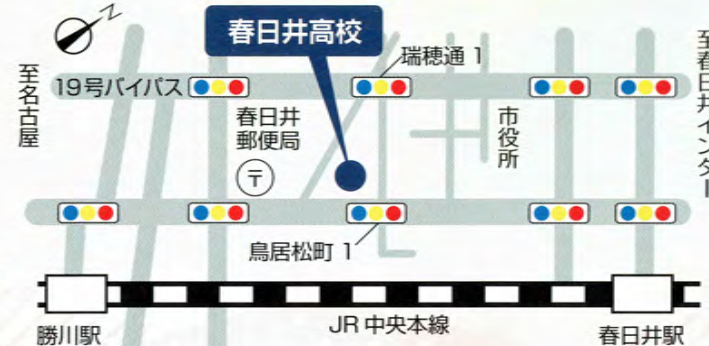 Z
春日井高校
瑞穂通 1
至名古屋
19号バイパス
至春日井インター
春日井
郵便局
〒
市役所
鳥居松町 1
JR 中央本線
勝川駅
春日井駅